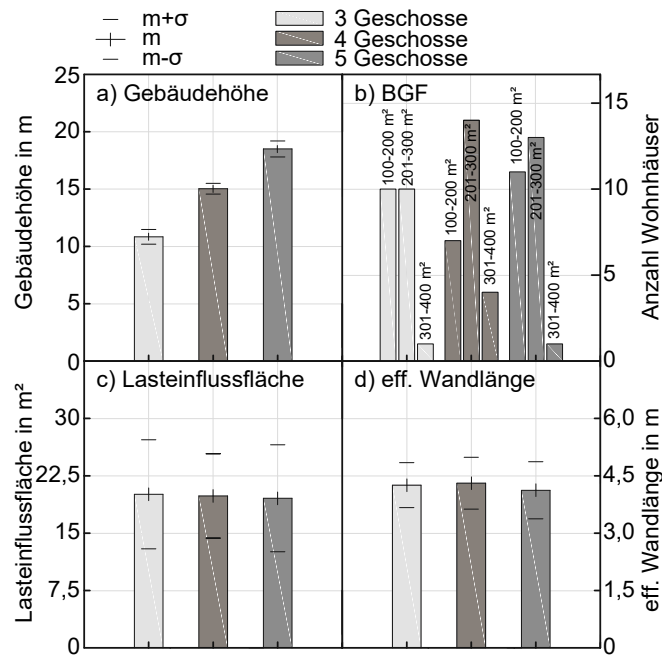 m+σ
m
m-σ
3 Geschosse
4 Geschosse
5 Geschosse
a) Gebäudehöhe
Gebäudehöhe in m
25
20
15
10
5
0
b) BGF
100-200 m²
201-300 m²
301-400 m²
100-200 m²
201-300 m²
301-400 m²
100-200 m²
201-300 m²
301-400 m²
15
10
5
0
Anzahl Wohnhäuser
c) Lasteinflussfläche
Lasteinflussfläche in m²
30
22,5
15
7,5
0
d) eff. Wandlänge
6,0
4,5
3,0
1,5
0
eff. Wandlänge in m